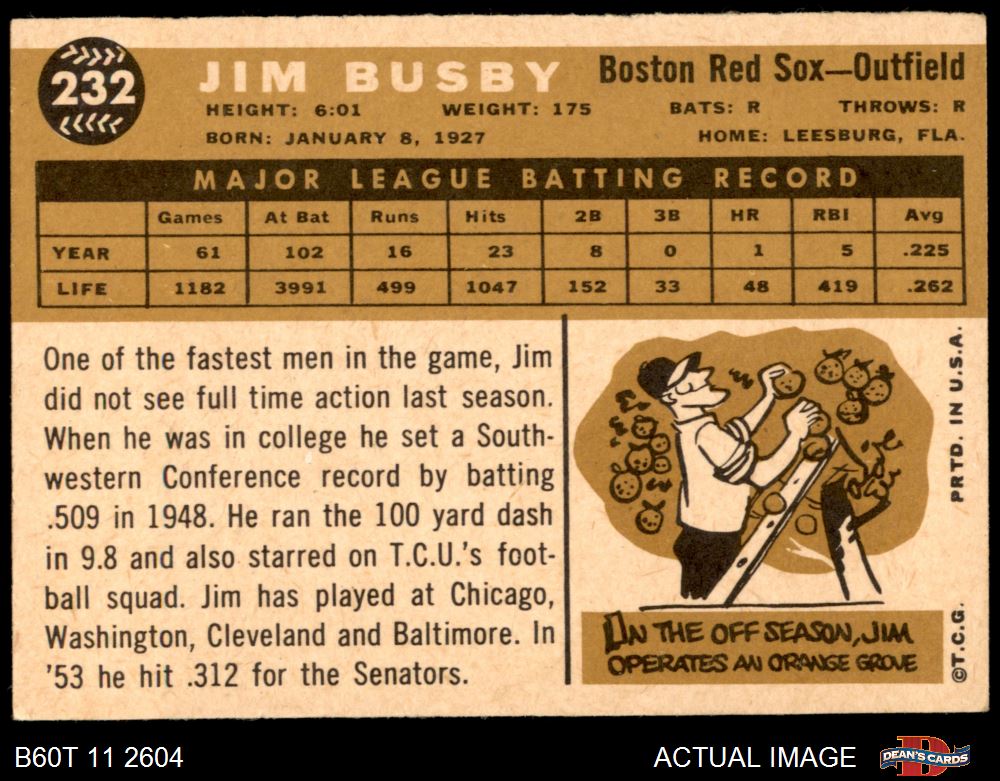 232
JIM BUSBY
Boston Red Sox—Outfield
HEIGHT: 6:01 WEIGHT: 175 BATS: R THROWS: R
BORN: JANUARY 8, 1927 HOME: LEESBURG, FLA.
MAJOR LEAGUE BATTING RECORD
Games At Bat Runs Hits 2B 3B HR RBI Avg
YEAR 61 102 16 23 8 0 1 5 .225
LIFE 1182 3991 499 1047 152 33 48 419 .262
One of the fastest men in the game, Jim
did not see full time action last season.
When he was in college he set a South-
western Conference record by batting
.509 in 1948. He ran the 100 yard dash
in 9.8 and also starred on T.C.U.'s foot-
ball squad. Jim has played at Chicago,
Washington, Cleveland and Baltimore. In
'53 he hit .312 for the Senators.
IN THE OFF SEASON, JIM
OPERATES AN ORANGE GROVE
©T.C.G. PRTD. IN U.S.A.
B60T 11 2604
ACTUAL IMAGE
DEAN'S CARDS